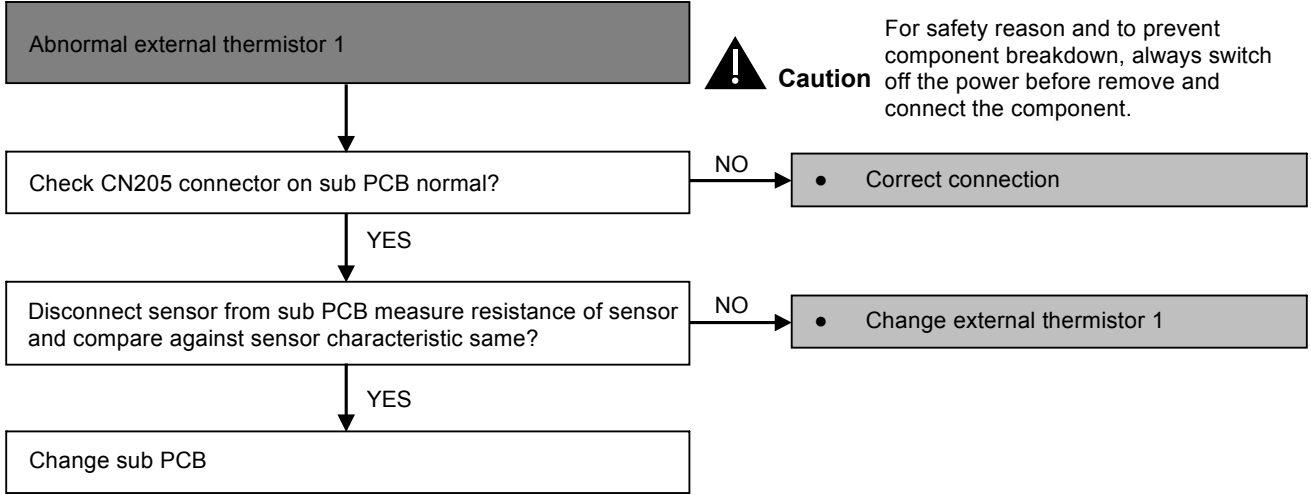 Abnormal external thermistor 1
Caution
For safety reason and to prevent
component breakdown, always switch
off the power before remove and
connect the component.
Check CN205 connector on sub PCB normal?
NO
● Correct connection
YES
Disconnect sensor from sub PCB measure resistance of sensor
and compare against sensor characteristic same?
NO
● Change external thermistor 1
YES
Change sub PCB